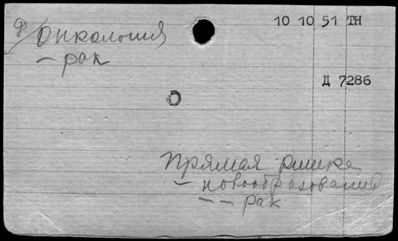 Онкология
10 10 51 ТН
– рак
Д 7286
Прямая кишка
– новообразования
– – рак